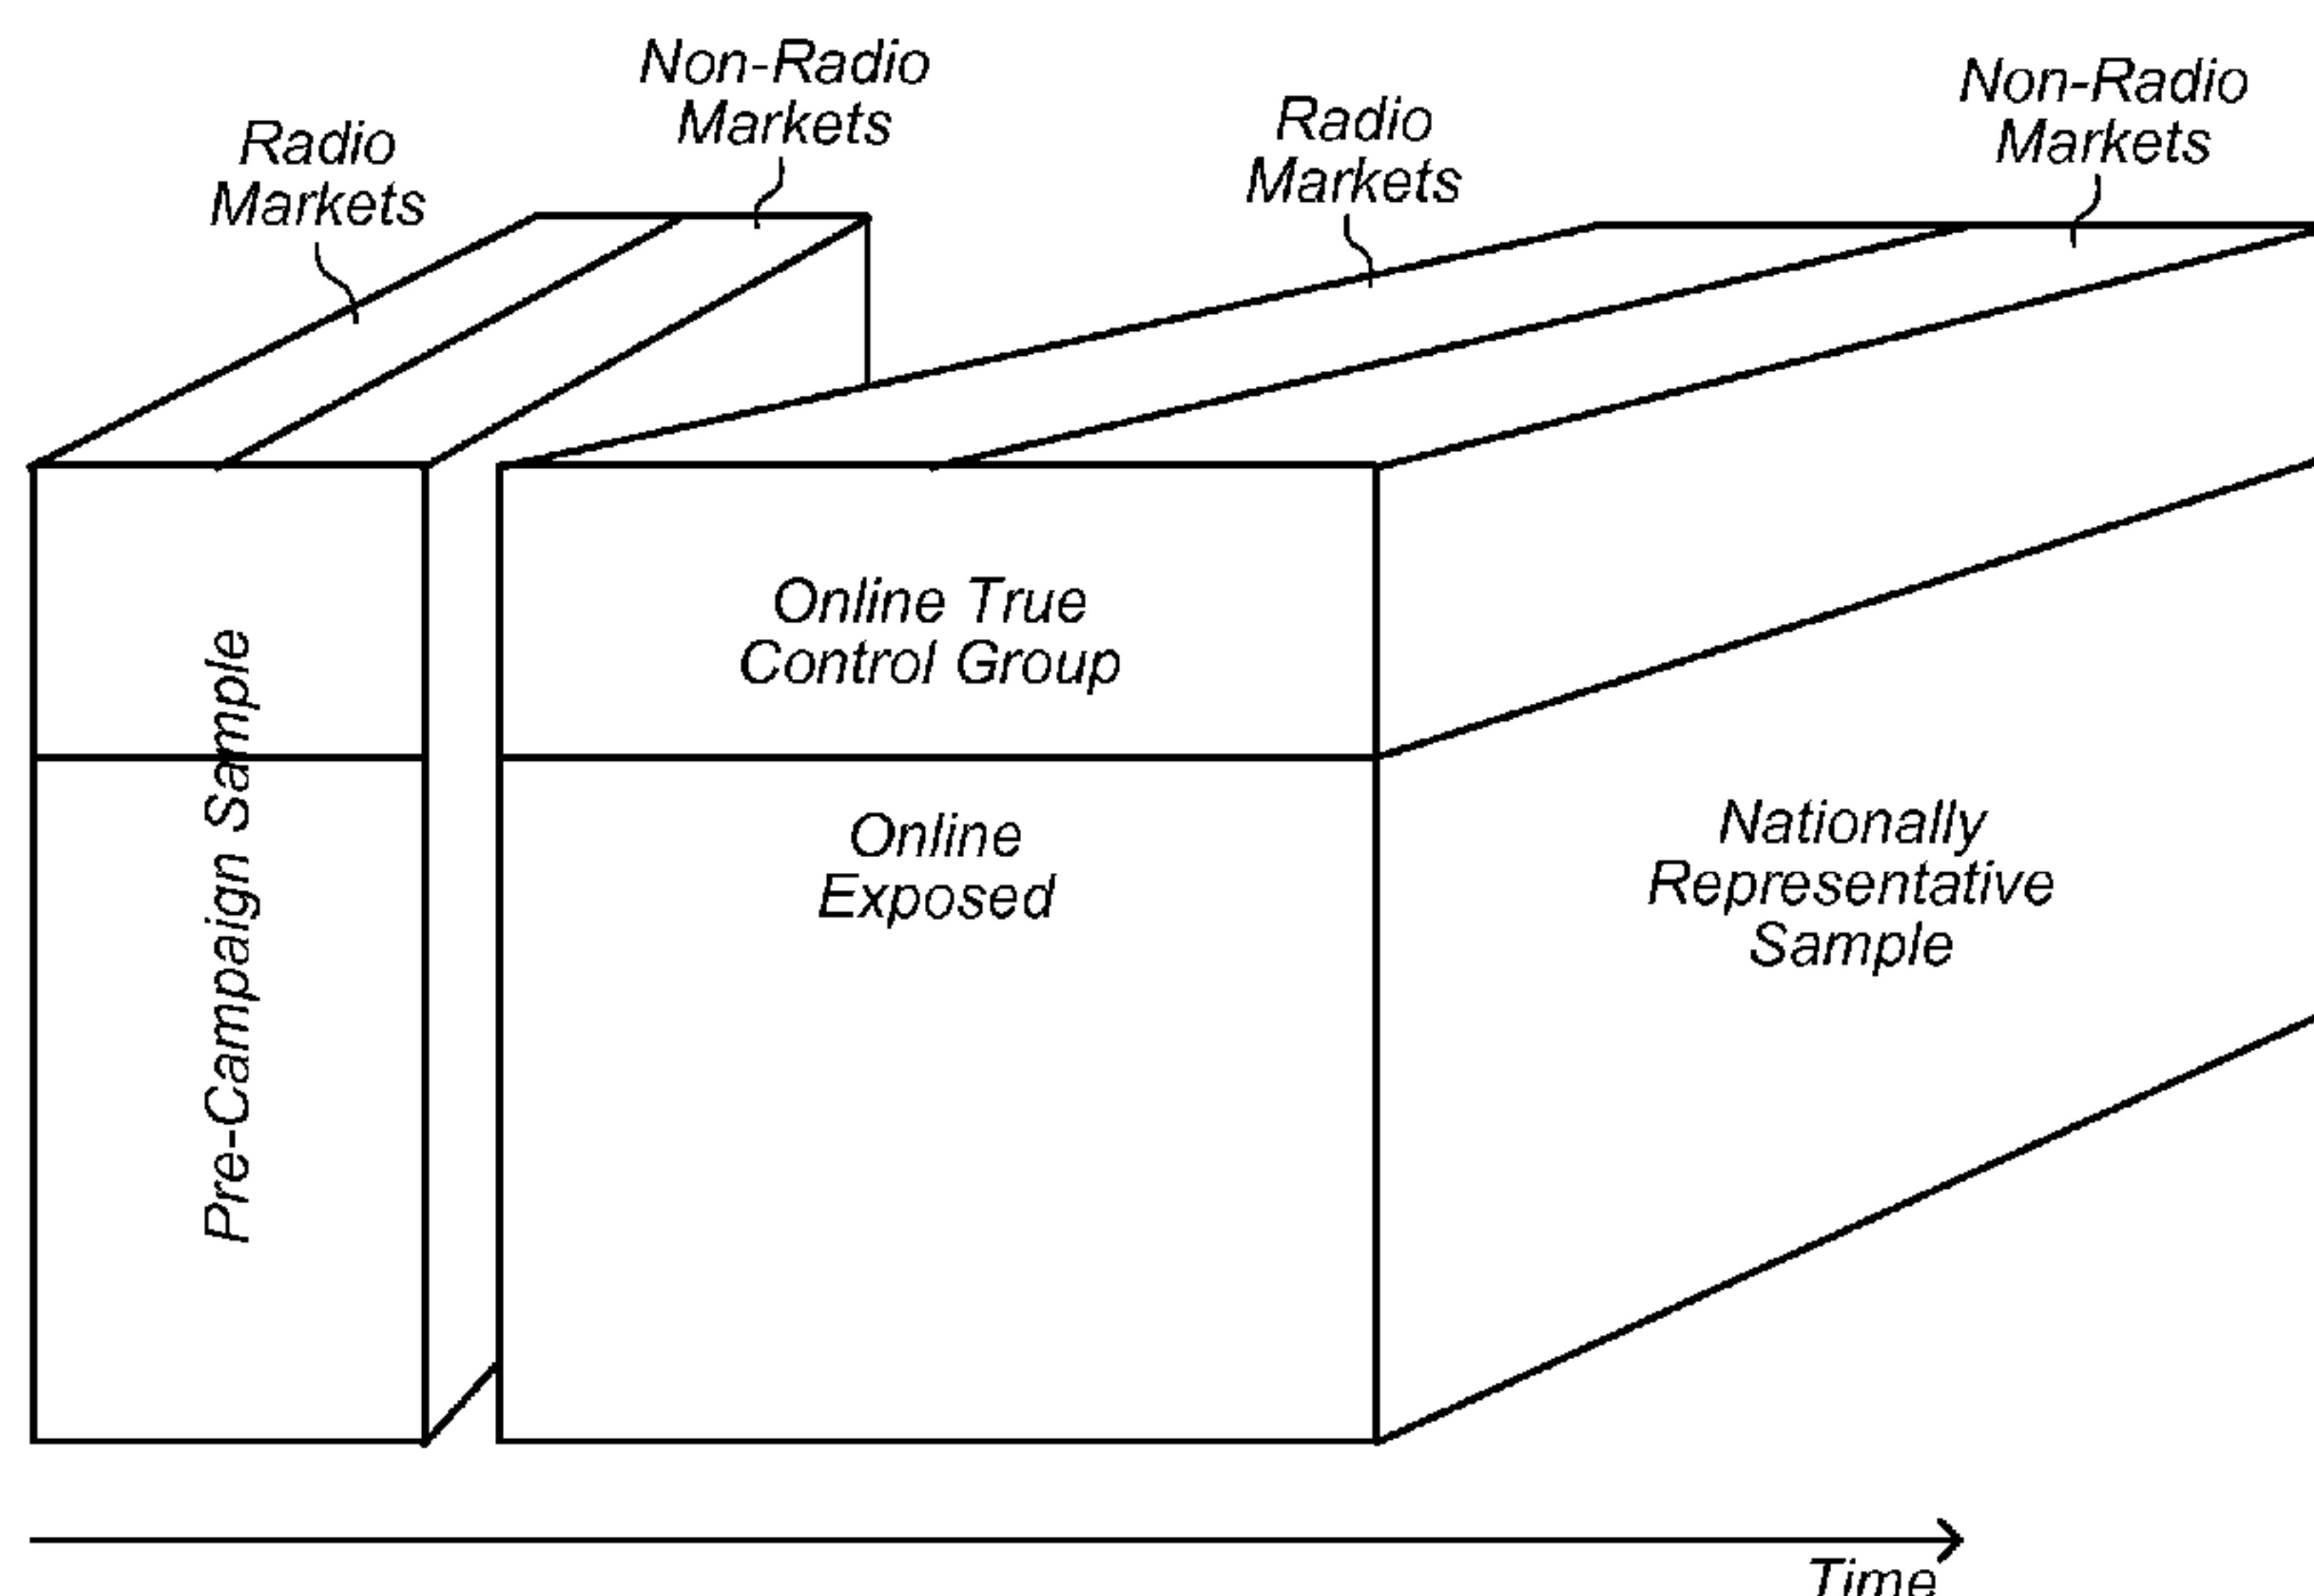 Radio
Markets
Non-Radio
Markets
Radio
Markets
Non-Radio
Markets
Pre-Campaign Sample
Online True
Control Group
Online
Exposed
Nationally
Representative
Sample
Time